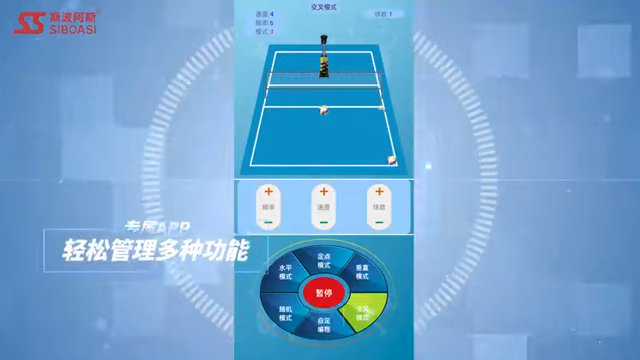 斯波阿斯®
SIBOASI
交叉模式
速度 4
频率 6
模式 3
球数 1
频率
速度
球数
专属APP
轻松管理多种功能
定点
模式
水平
模式
垂直
模式
暂停
随机
模式
交叉
模式
自定
编程